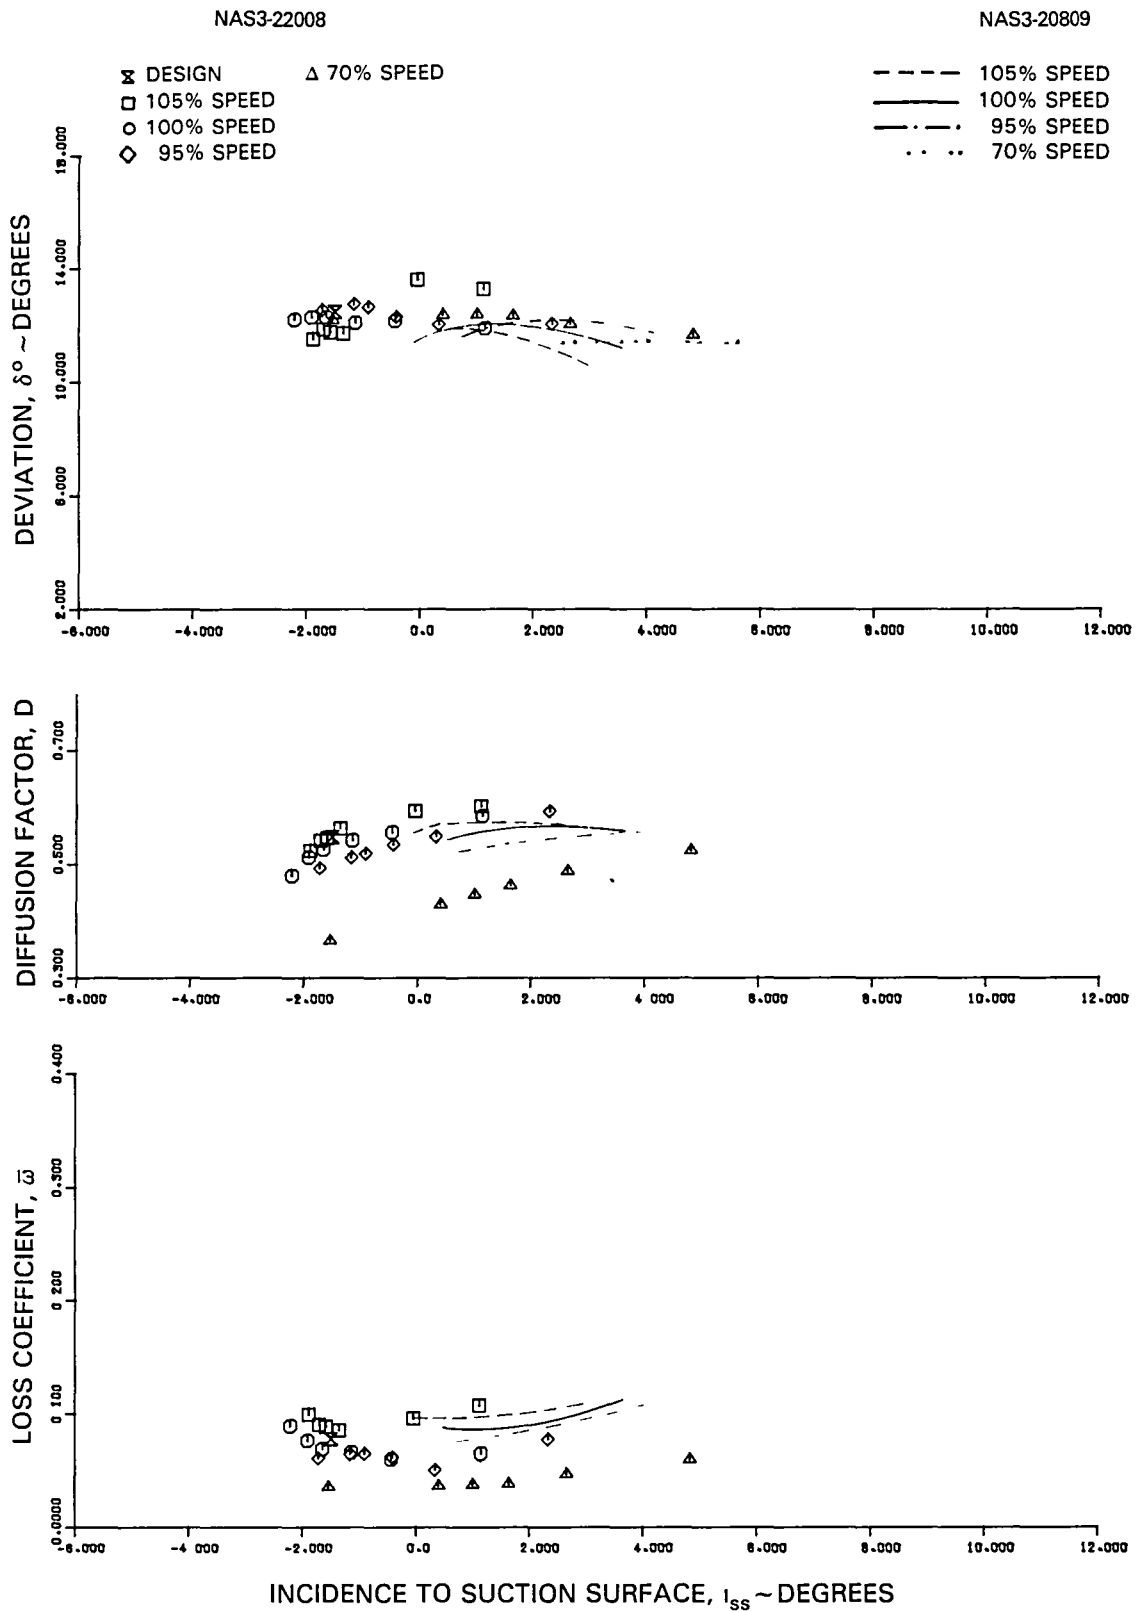 NAS3-22008
NAS3-20809
DESIGN
70% SPEED
105% SPEED
100% SPEED
95% SPEED
105% SPEED
100% SPEED
95% SPEED
70% SPEED
DEVIATION, δ° ~ DEGREES
14.000
10.000
6.000
2.000
-6.000 -4.000 -2.000 0.0 2.000 4.000 6.000 8.000 10.000 12.000
DIFFUSION FACTOR, D
0.700
0.500
0.300
-6.000 -4.000 -2.000 0.0 2.000 4 000 6.000 8.000 10.000 12.000
LOSS COEFFICIENT, ω̅
0.400
0.300
0 200
0 100
0.0000
-6.000 -4 000 -2.000 0.0 2.000 4.000 6.000 8.000 10.000 12.000
INCIDENCE TO SUCTION SURFACE, ιss ~ DEGREES